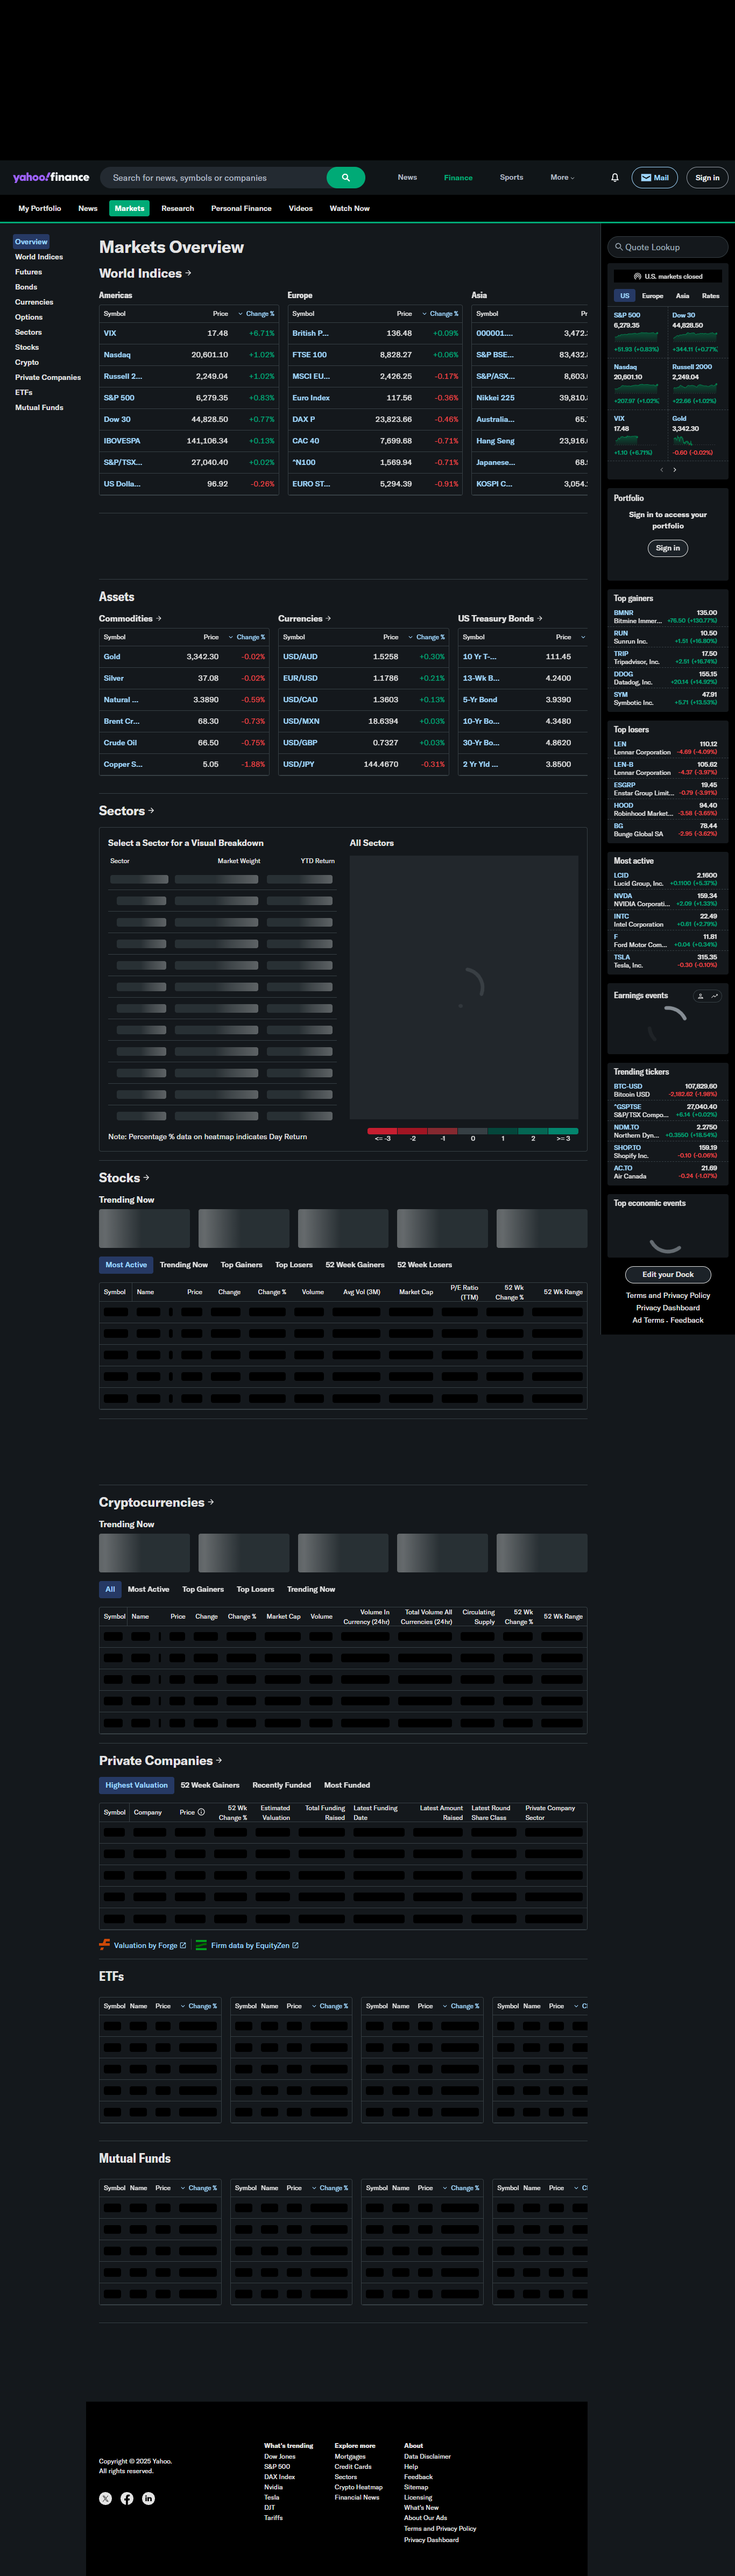 yahoo!finance
Search for news, symbols or companies
News
Finance
Sports
More
Mail
Sign in
My Portfolio
News
Markets
Research
Personal Finance
Videos
Watch Now
Overview
World Indices
Futures
Bonds
Currencies
Options
Sectors
Stocks
Crypto
Private Companies
ETFs
Mutual Funds
Markets Overview
World Indices
Americas
Symbol Price Change %
VIX 17.48 +6.71%
Nasdaq 20,601.10 +1.02%
Russell 2... 2,249.04 +1.02%
S&P 500 6,279.35 +0.83%
Dow 30 44,828.50 +0.77%
IBOVESPA 141,106.34 +0.13%
S&P/TSX... 27,040.40 +0.02%
US Dolla... 96.92 -0.26%
Europe
Symbol Price Change %
British P... 136.48 +0.09%
FTSE 100 8,828.27 +0.06%
MSCI EU... 2,426.25 -0.17%
Euro Index 117.56 -0.36%
DAX P 23,823.66 -0.46%
CAC 40 7,699.68 -0.71%
^N100 1,569.94 -0.71%
EURO ST... 5,294.39 -0.91%
Asia
Symbol
000001.... 3,472.
S&P BSE... 83,432.
S&P/ASX... 8,603.
Nikkei 225 39,810.
Australia... 65.
Hang Seng 23,916.
Japanese... 68.
KOSPI C... 3,054.
Assets
Commodities
Symbol Price Change %
Gold 3,342.30 -0.02%
Silver 37.08 -0.02%
Natural ... 3.3890 -0.59%
Brent Cr... 68.30 -0.73%
Crude Oil 66.50 -0.75%
Copper S... 5.05 -1.88%
Currencies
Symbol Price Change %
USD/AUD 1.5258 +0.30%
EUR/USD 1.1786 +0.21%
USD/CAD 1.3603 +0.13%
USD/MXN 18.6394 +0.03%
USD/GBP 0.7327 +0.03%
USD/JPY 144.4670 -0.31%
US Treasury Bonds
Symbol Price
10 Yr T-... 111.45
13-Wk B... 4.2400
5-Yr Bond 3.9390
10-Yr Bo... 4.3480
30-Yr Bo... 4.8620
2 Yr Yld ... 3.8500
Sectors
Select a Sector for a Visual Breakdown
Sector Market Weight YTD Return
All Sectors
<= -3 -2 -1 0 1 2 >= 3
Note: Percentage % data on heatmap indicates Day Return
Stocks
Trending Now
Most Active Trending Now Top Gainers Top Losers 52 Week Gainers 52 Week Losers
Symbol Name Price Change Change % Volume Avg Vol (3M) Market Cap P/E Ratio (TTM) 52 Wk Change % 52 Wk Range
Cryptocurrencies
Trending Now
All Most Active Top Gainers Top Losers Trending Now
Symbol Name Price Change Change % Market Cap Volume Volume In Currency (24hr) Total Volume All Currencies (24hr) Circulating Supply 52 Wk Change % 52 Wk Range
Private Companies
Highest Valuation 52 Week Gainers Recently Funded Most Funded
Symbol Company Price 52 Wk Change % Estimated Valuation Total Funding Raised Latest Funding Date Latest Amount Raised Latest Round Share Class Private Company Sector
Valuation by Forge Firm data by EquityZen
ETFs
Symbol Name Price Change %
Symbol Name Price Change %
Symbol Name Price Change %
Symbol Name Price
Mutual Funds
Symbol Name Price Change %
Symbol Name Price Change %
Symbol Name Price Change %
Symbol Name Price
Quote Lookup
U.S. markets closed
US Europe Asia Rates
S&P 500
6,279.35
+51.93 (+0.83%)
Dow 30
44,828.50
+344.11 (+0.77%)
Nasdaq
20,601.10
+207.97 (+1.02%)
Russell 2000
2,249.04
+22.66 (+1.02%)
VIX
17.48
+1.10 (+6.71%)
Gold
3,342.30
-0.60 (-0.02%)
Portfolio
Sign in to access your
portfolio
Sign in
Top gainers
BMNR 135.00
Bitmine Immer... +76.50 (+130.77%)
RUN 10.50
Sunrun Inc. +1.51 (+16.80%)
TRIP 17.50
Tripadvisor, Inc. +2.51 (+16.74%)
DDOG 155.15
Datadog, Inc. +20.14 (+14.92%)
SYM 47.91
Symbotic Inc. +5.71 (+13.53%)
Top losers
LEN 110.12
Lennar Corporation -4.69 (-4.09%)
LEN-B 105.62
Lennar Corporation -4.37 (-3.97%)
ESGRP 19.45
Enstar Group Limit... -0.79 (-3.91%)
HOOD 94.40
Robinhood Market... -3.58 (-3.65%)
BG 78.44
Bunge Global SA -2.95 (-3.62%)
Most active
LCID 2.1600
Lucid Group, Inc. +0.1100 (+5.37%)
NVDA 159.34
NVIDIA Corporati... +2.09 (+1.33%)
INTC 22.49
Intel Corporation +0.61 (+2.79%)
F 11.81
Ford Motor Com... +0.04 (+0.34%)
TSLA 315.35
Tesla, Inc. -0.30 (-0.10%)
Earnings events
Trending tickers
BTC-USD 107,829.60
Bitcoin USD -2,182.62 (-1.98%)
^GSPTSE 27,040.40
S&P/TSX Compo... +6.14 (+0.02%)
NDM.TO 2.2750
Northern Dyn... +0.3550 (+18.54%)
SHOP.TO 159.19
Shopify Inc. -0.10 (-0.06%)
AC.TO 21.69
Air Canada -0.24 (-1.07%)
Top economic events
Edit your Dock
Terms and Privacy Policy
Privacy Dashboard
Ad Terms Feedback
Copyright © 2025 Yahoo.
All rights reserved.
What's trending
Dow Jones
S&P 500
DAX Index
Nvidia
Tesla
DJT
Tariffs
Explore more
Mortgages
Credit Cards
Sectors
Crypto Heatmap
Financial News
About
Data Disclaimer
Help
Feedback
Sitemap
Licensing
What's New
About Our Ads
Terms and Privacy Policy
Privacy Dashboard